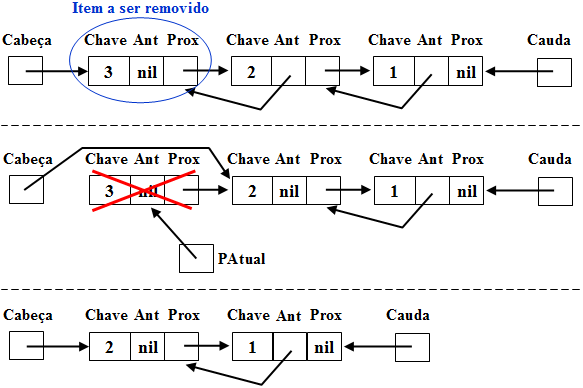 Item a ser removido
Cabeça Chave Ant Prox Chave Ant Prox Chave Ant Prox Cauda
3 nil 2 1 nil
Cabeça Chave Ant Prox Chave Ant Prox Chave Ant Prox Cauda
3 nil 2 nil 1 nil
PAtual
Cabeça Chave Ant Prox Chave Ant Prox Cauda
2 nil 1 nil